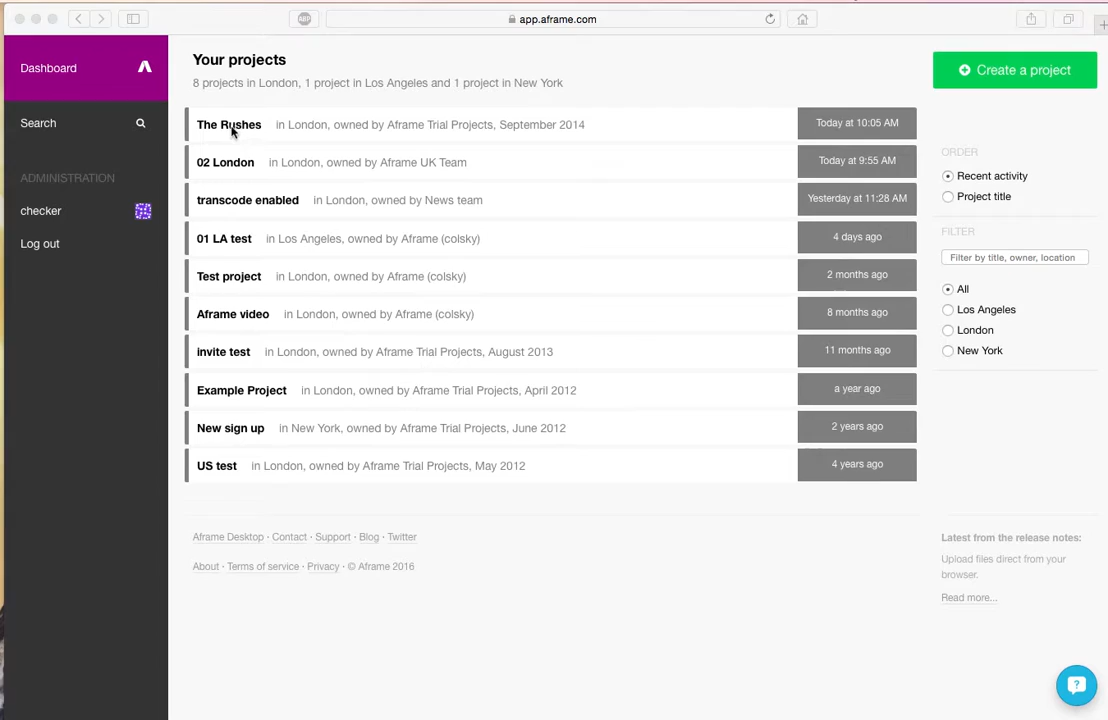 app.aframe.com
Dashboard
Search
ADMINISTRATION
checker
Log out
Your projects
8 projects in London, 1 project in Los Angeles and 1 project in New York
Create a project
The Rushes in London, owned by Aframe Trial Projects, September 2014 Today at 10:05 AM
02 London in London, owned by Aframe UK Team Today at 9:55 AM
transcode enabled in London, owned by News team Yesterday at 11:28 AM
01 LA test in Los Angeles, owned by Aframe (colsky) 4 days ago
Test project in London, owned by Aframe (colsky) 2 months ago
Aframe video in London, owned by Aframe (colsky) 8 months ago
invite test in London, owned by Aframe Trial Projects, August 2013 11 months ago
Example Project in London, owned by Aframe Trial Projects, April 2012 a year ago
New sign up in New York, owned by Aframe Trial Projects, June 2012 2 years ago
US test in London, owned by Aframe Trial Projects, May 2012 4 years ago
ORDER
Recent activity
Project title
FILTER
Filter by title, owner, location
All
Los Angeles
London
New York
Aframe Desktop · Contact · Support · Blog · Twitter
About · Terms of service · Privacy · © Aframe 2016
Latest from the release notes:
Upload files direct from your
browser.
Read more...